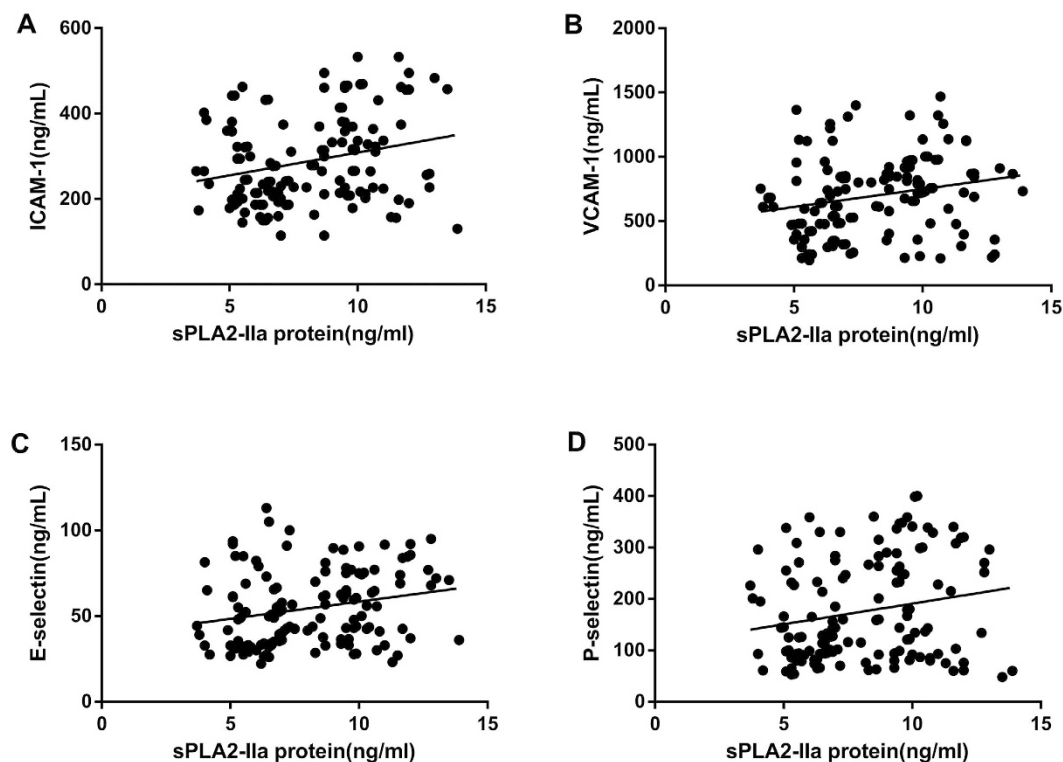 A
ICAM-1(ng/mL)
600
400
200
0
0 5 10 15
sPLA2-IIa protein(ng/ml)
B
VCAM-1(ng/mL)
2000
1500
1000
500
0
0 5 10 15
sPLA2-IIa protein(ng/ml)
C
E-selectin(ng/mL)
150
100
50
0
0 5 10 15
sPLA2-IIa protein(ng/ml)
D
P-selectin(ng/mL)
500
400
300
200
100
0
0 5 10 15
sPLA2-IIa protein(ng/ml)